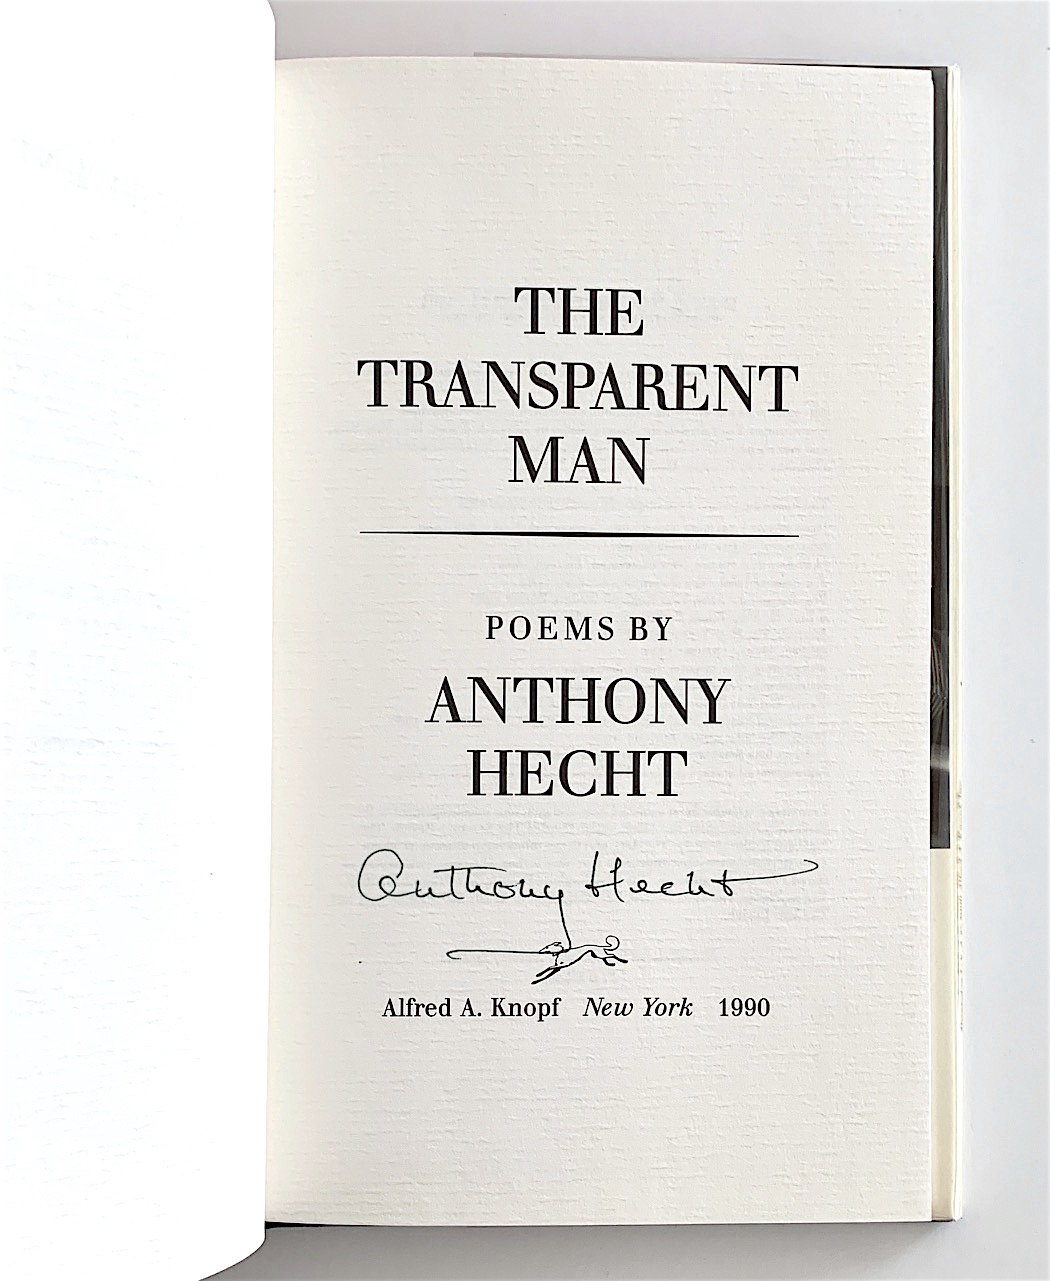 THE
TRANSPARENT
MAN
POEMS BY
ANTHONY
HECHT
Anthony Hecht
Alfred A. Knopf New York 1990